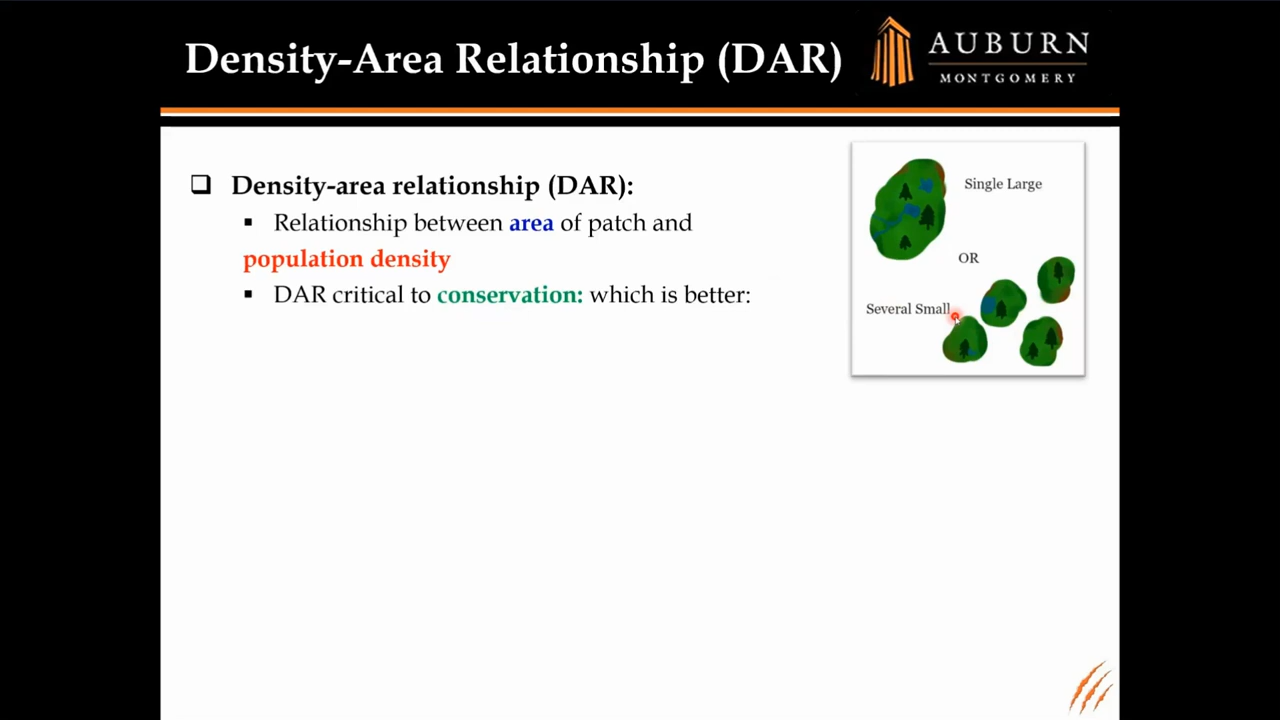 Density-Area Relationship (DAR)
AUBURN
MONTGOMERY
Density-area relationship (DAR):
Relationship between area of patch and
population density
DAR critical to conservation: which is better:
Single Large
OR
Several Small